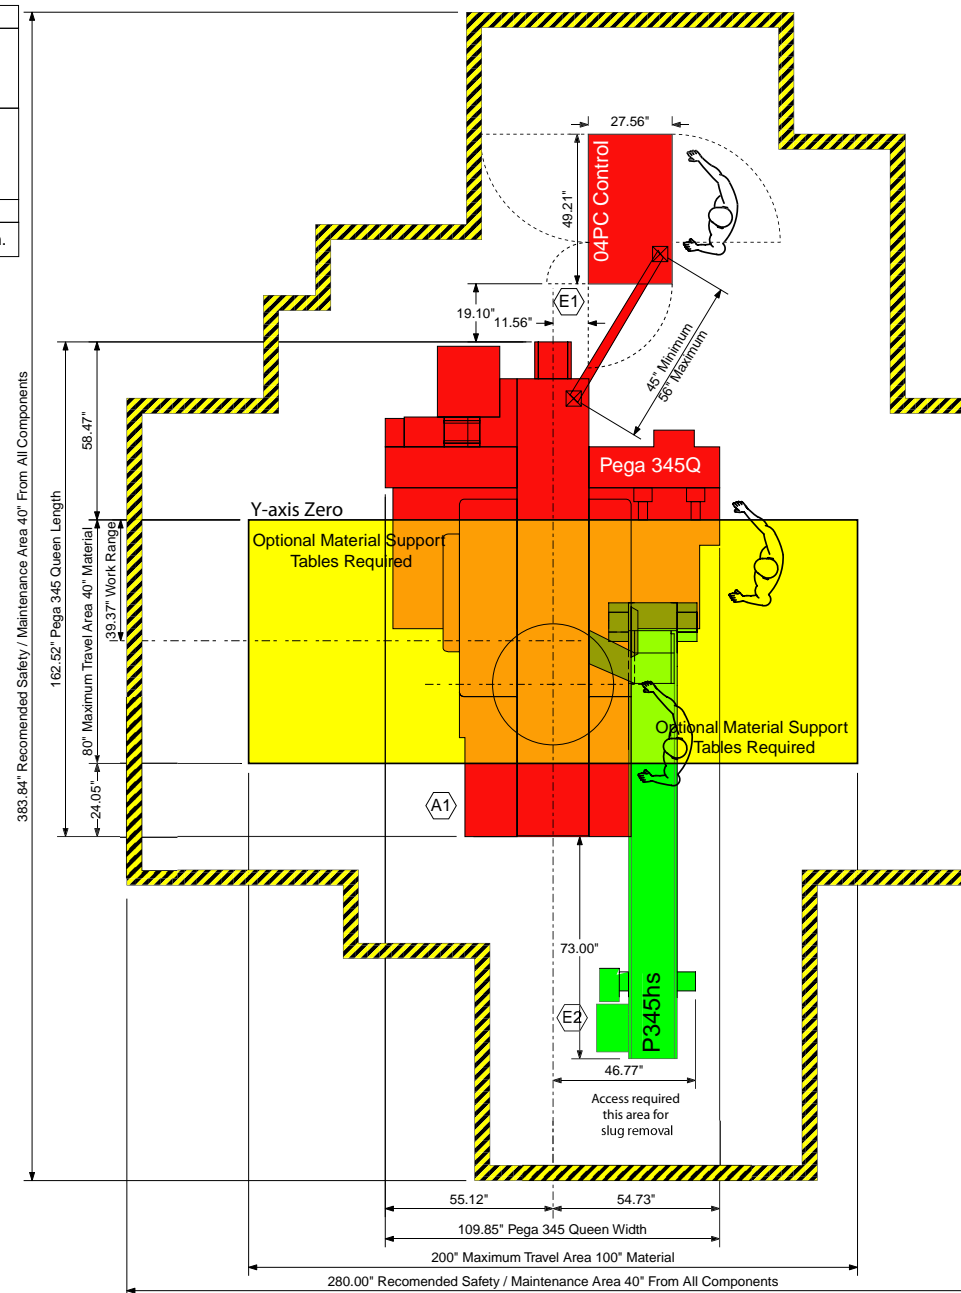 27.56"
04PC Control
49.21"
E1
19.10"
11.56"
45" Minimum
56" Maximum
58.47"
Pega 345Q
383.84" Recomended Safety / Maintenance Area 40" From All Components
162.52" Pega 345 Queen Length
80" Maximum Travel Area 40" Material
39.37" Work Range
24.05"
Y-axis Zero
Optional Material Support
Tables Required
Optional Material Support
Tables Required
A1
73.00"
P345hs
E2
46.77"
Access required
this area for
slug removal
55.12"
54.73"
109.85" Pega 345 Queen Width
200" Maximum Travel Area 100" Material
280.00" Recomended Safety / Maintenance Area 40" From All Components